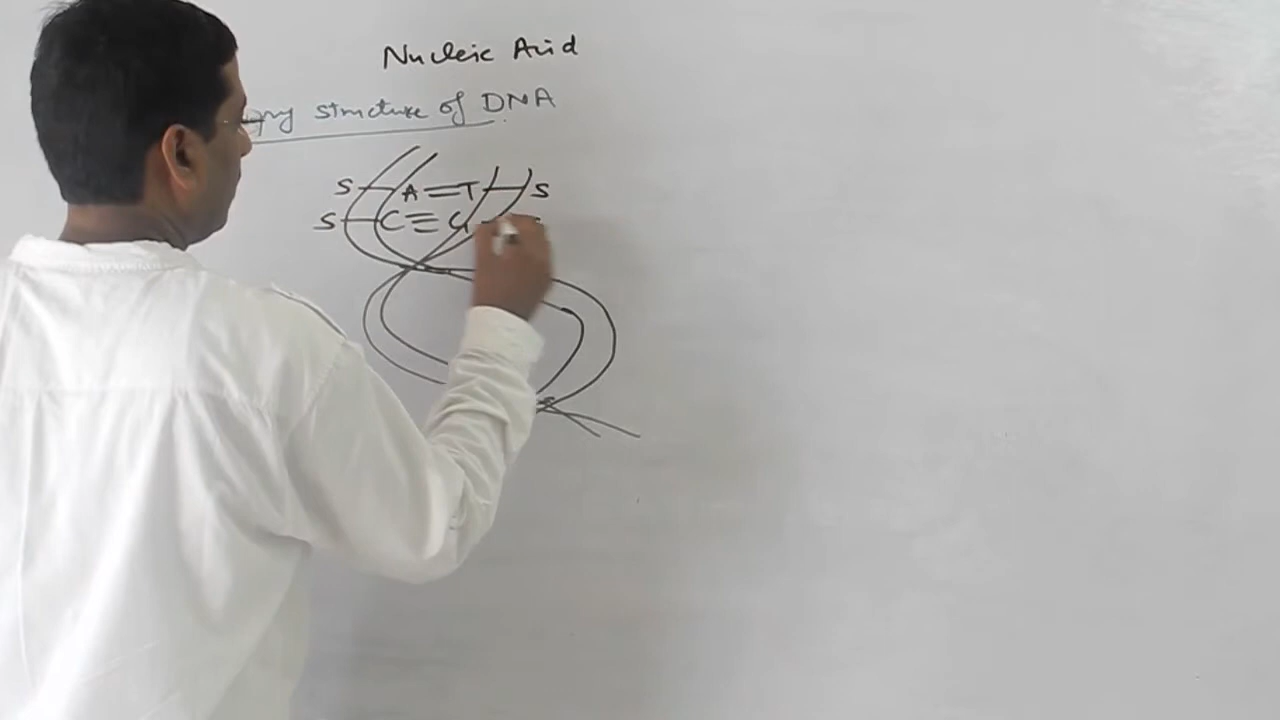 Nucleic Acid
structure of DNA
S—A=T—S
S—C≡G—